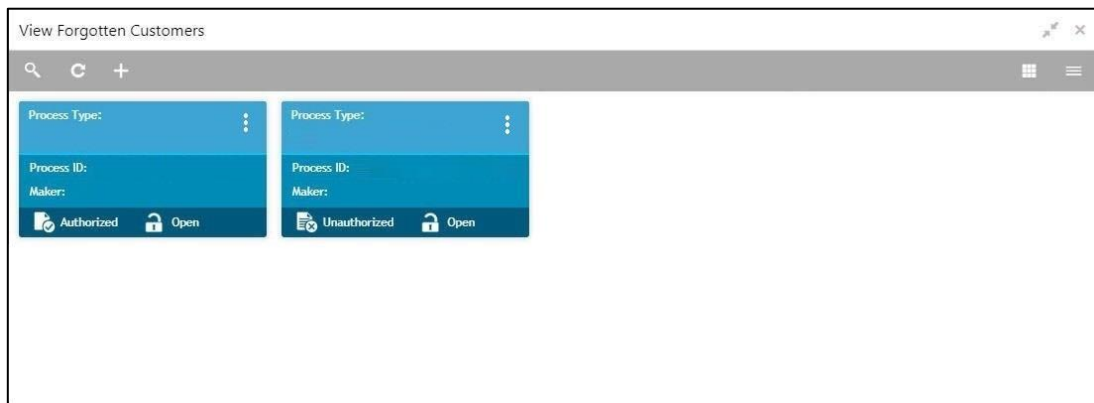 View Forgotten Customers
Process Type:
Process ID:
Maker:
Authorized Open
Process Type:
Process ID:
Maker:
Unauthorized Open